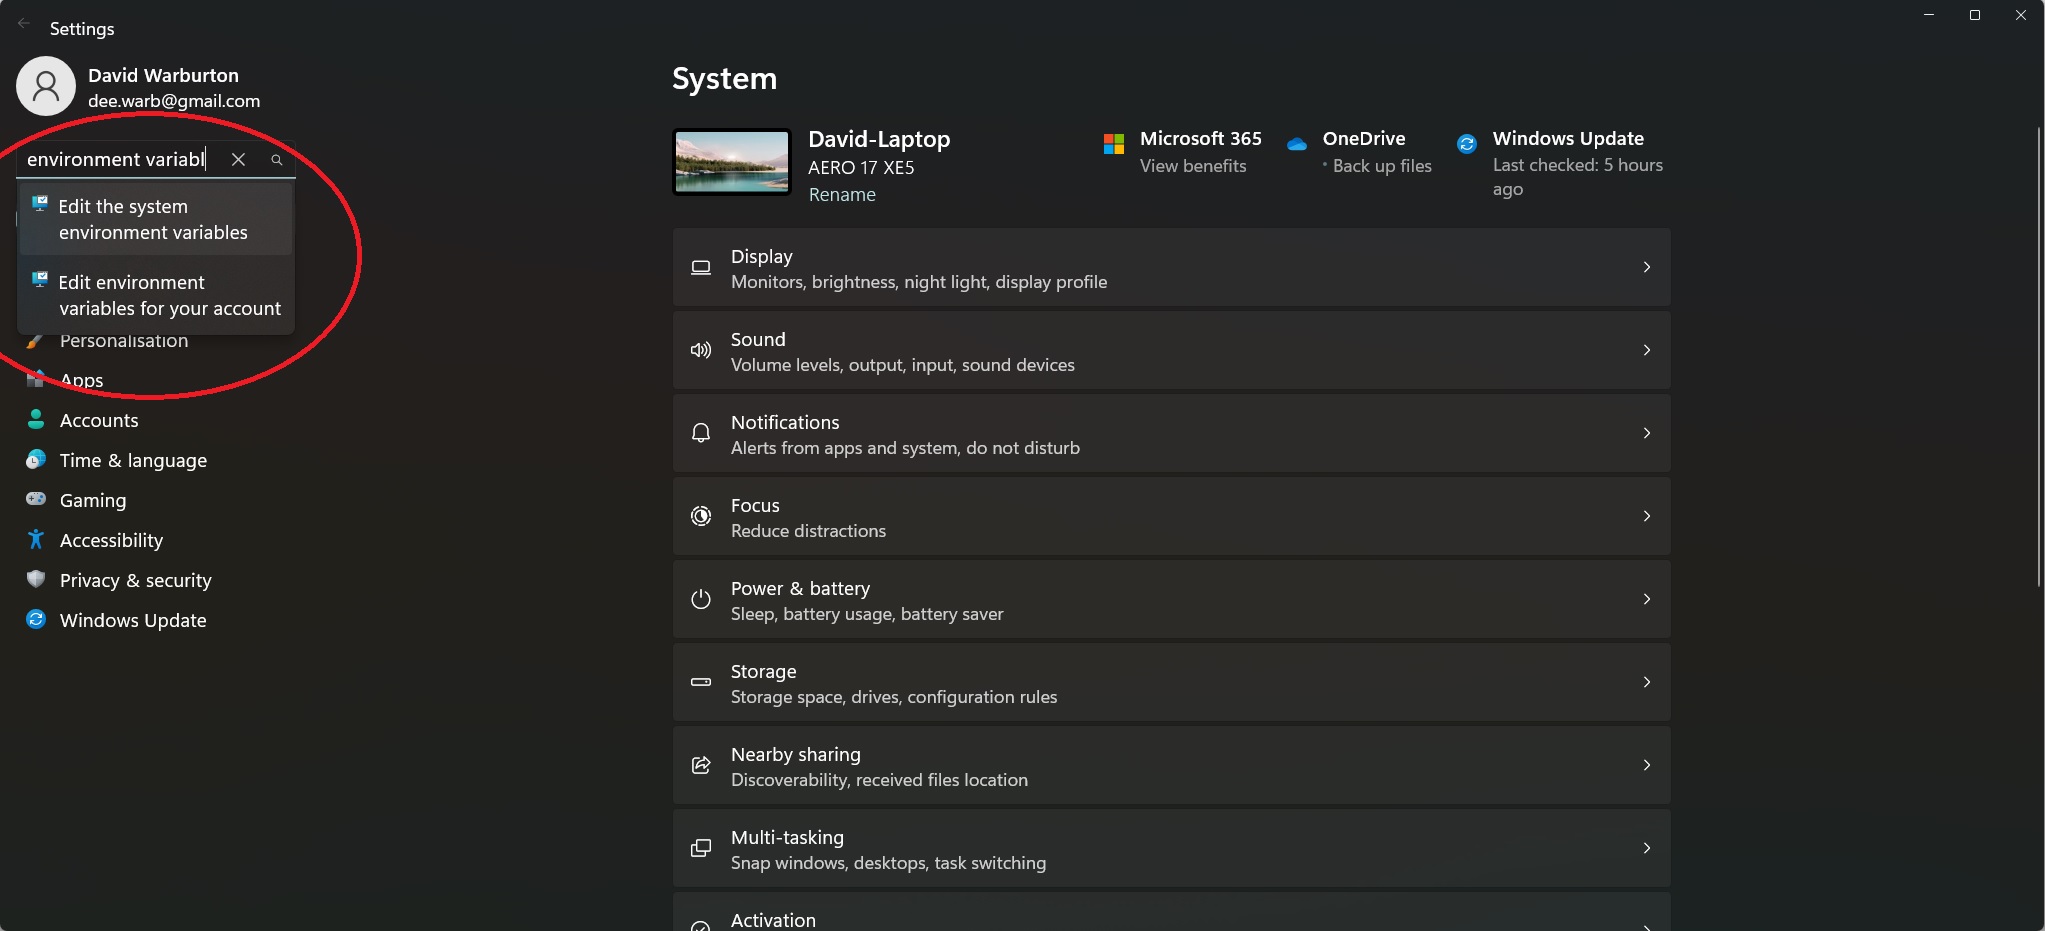 Settings
David Warburton
dee.warb@gmail.com
environment variabl
Edit the system
environment variables
Edit environment
variables for your account
Personalisation
Apps
Accounts
Time & language
Gaming
Accessibility
Privacy & security
Windows Update
System
David-Laptop
AERO 17 XE5
Rename
Microsoft 365
View benefits
OneDrive
• Back up files
Windows Update
Last checked: 5 hours
ago
Display
Monitors, brightness, night light, display profile
Sound
Volume levels, output, input, sound devices
Notifications
Alerts from apps and system, do not disturb
Focus
Reduce distractions
Power & battery
Sleep, battery usage, battery saver
Storage
Storage space, drives, configuration rules
Nearby sharing
Discoverability, received files location
Multi-tasking
Snap windows, desktops, task switching
Activation